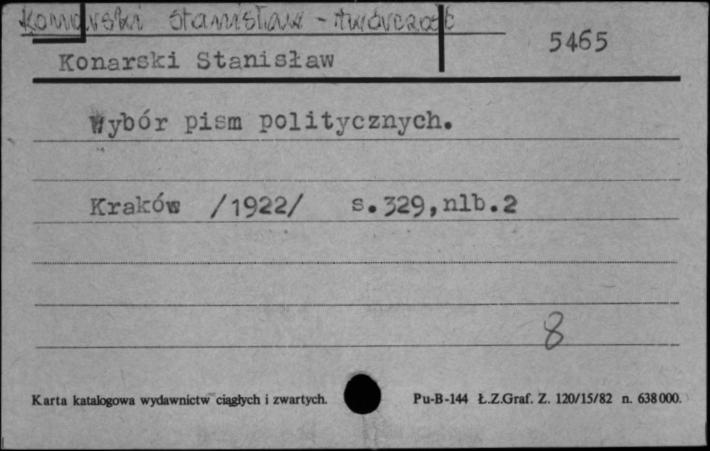 Konarski Stanisław - twórczość
5465
Konarski Stanisław
Wybór pism politycznych.
Kraków /1922/ s.329,nlb.2
8
Karta katalogowa wydawnictw ciągłych i zwartych. Pu-B-144 Ł.Z.Graf. Z. 120/15/82 n. 638000.